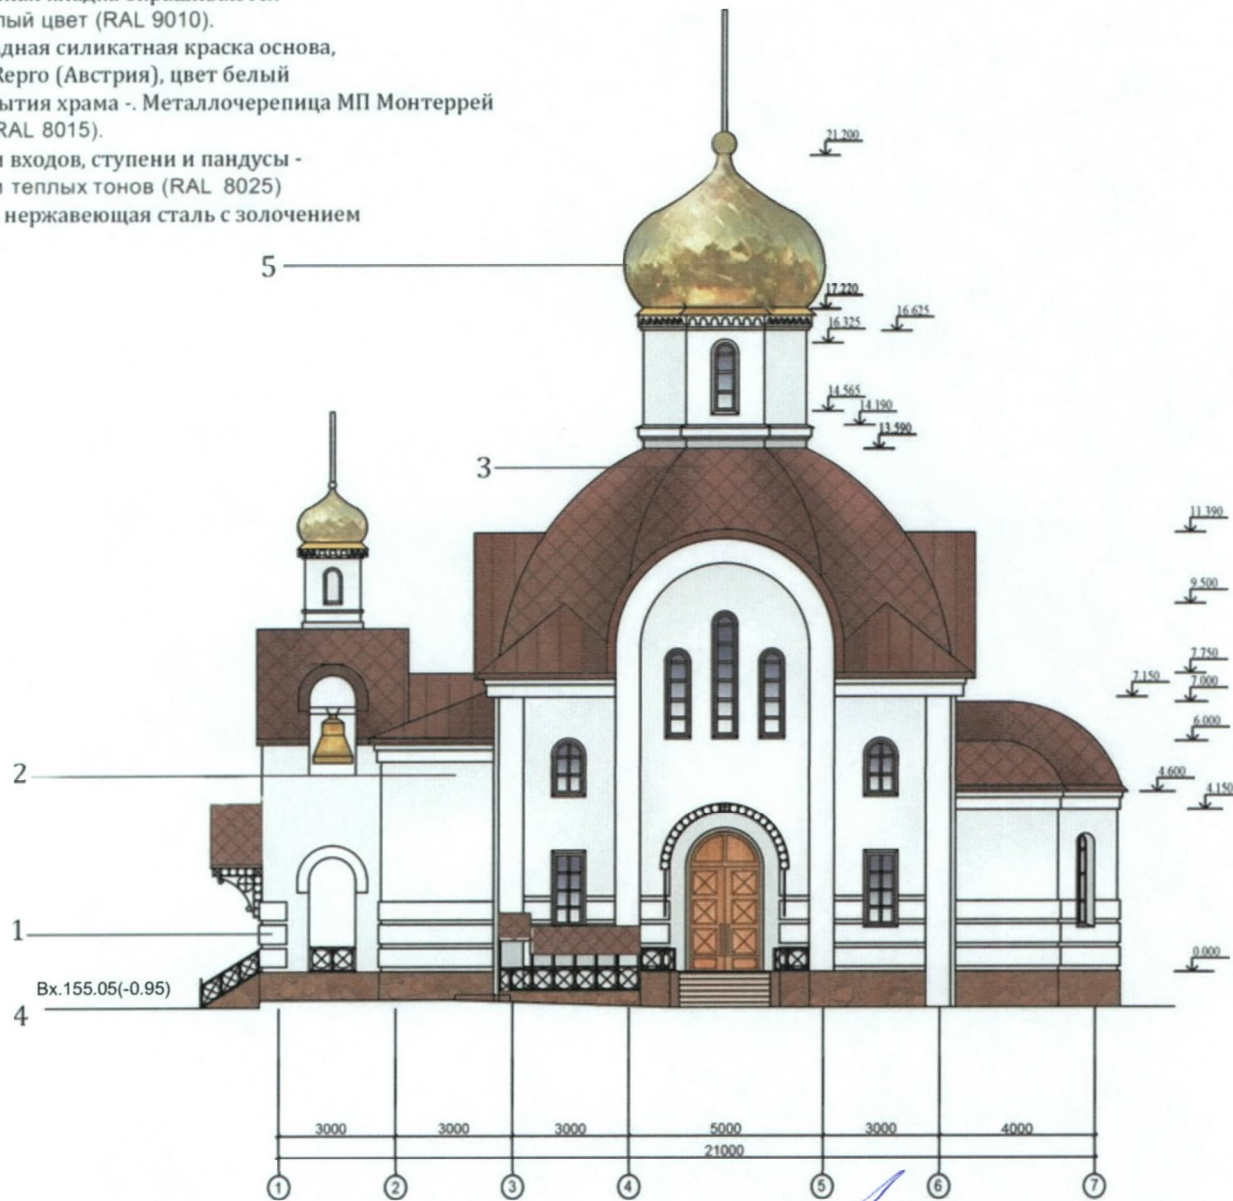 лый цвет (RAL 9010).
дная силикатная краска основа,
Repro (Австрия), цвет белый
ытия храма -. Металлочерепица МП Монтеррей
RAL 8015).
и входов, ступени и пандусы -
и теплых тонов (RAL 8025)
нержавеющая сталь с золочением
21.200
5
17.220
16.625
16.325
14.565
14.190
13.590
3
11.390
9.500
7.750
7.150
7.000
6.000
2
4.600
4.150
1
0.000
Вх.155.05(-0.95)
4
3000 3000 3000 5000 3000 4000
21000
1 2 3 4 5 6 7